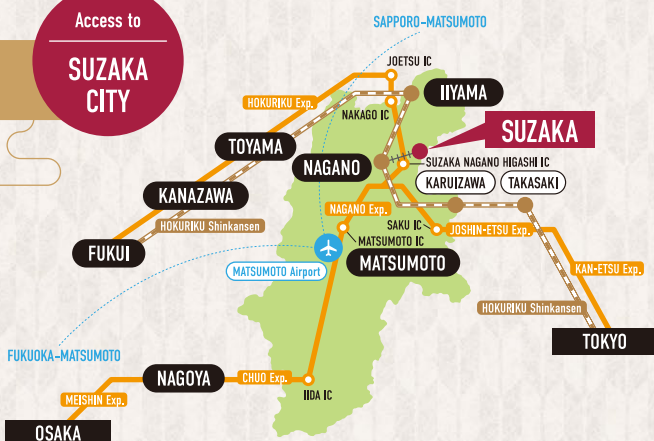 Access to
SUZAKA
CITY
SAPPORO-MATSUMOTO
JOETSU IC
HOKURIKU Exp.
IIYAMA
NAKAGO IC
SUZAKA
TOYAMA
NAGANO
SUZAKA NAGANO HIGASHI IC
KARUIZAWA
TAKASAKI
KANAZAWA
NAGANO Exp.
HOKURIKU Shinkansen
SAKU IC
JOSHIN-ETSU Exp.
MATSUMOTO IC
FUKUI
MATSUMOTO
MATSUMOTO Airport
KAN-ETSU Exp.
HOKURIKU Shinkansen
TOKYO
FUKUOKA-MATSUMOTO
NAGOYA
CHUO Exp.
IIDA IC
MEISHIN Exp.
OSAKA